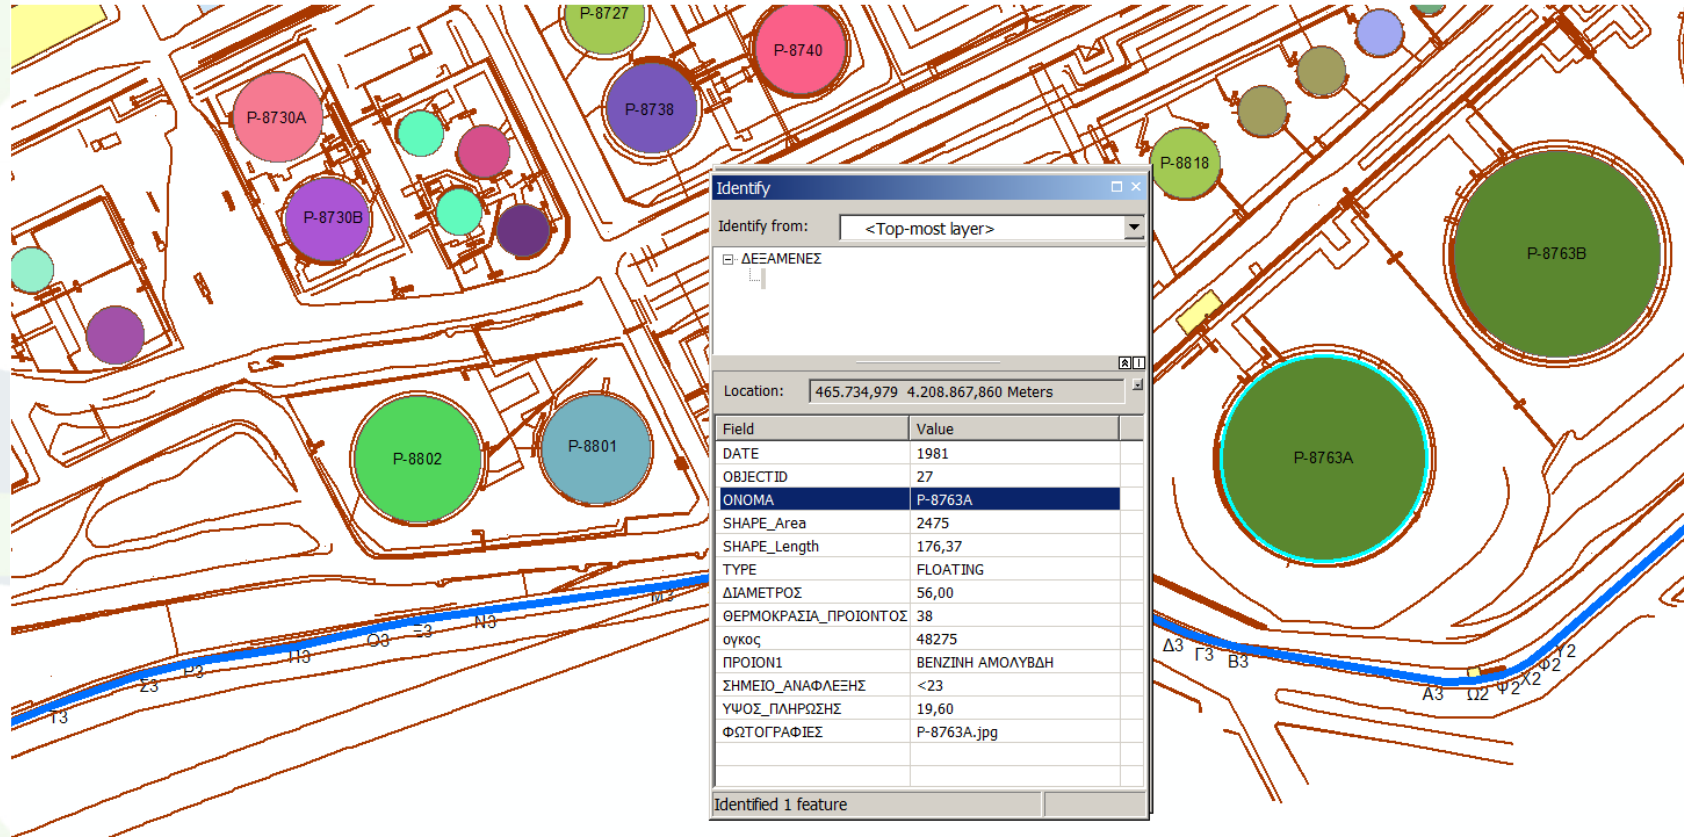 P-8727
P-8740
P-8730A
P-8738
P-8818
P-8730B
P-8763B
P-8802
P-8801
P-8763A
Identify
Identify from: <Top-most layer>
ΔΕΞΑΜΕΝΕΣ
Location: 465.734,979 4.208.867,860 Meters
Field Value
DATE 1981
OBJECTID 27
ΟΝΟΜΑ P-8763A
SHAPE_Area 2475
SHAPE_Length 176,37
TYPE FLOATING
ΔΙΑΜΕΤΡΟΣ 56,00
ΘΕΡΜΟΚΡΑΣΙΑ_ΠΡΟΙΟΝΤΟΣ 38
ογκος 48275
ΠΡΟΙΟΝ1 ΒΕΝΖΙΝΗ ΑΜΟΛΥΒΔΗ
ΣΗΜΕΙΟ_ΑΝΑΦΛΕΞΗΣ <23
ΥΨΟΣ_ΠΛΗΡΩΣΗΣ 19,60
ΦΩΤΟΓΡΑΦΙΕΣ P-8763A.jpg
Identified 1 feature
Τ3
Σ3
Ρ3
Π3
Ο3
Ξ3
Ν3
Μ3
Δ3
Γ3
Β3
Α3
Ω2
Ψ2
Χ2
Φ2
Υ2